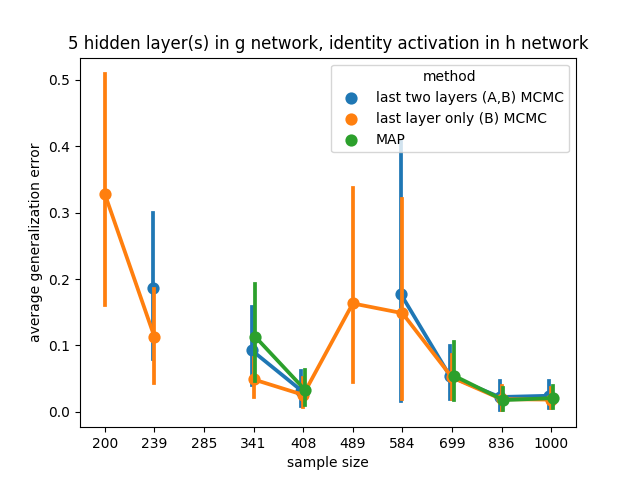 5 hidden layer(s) in g network, identity activation in h network
method
last two layers (A,B) MCMC
last layer only (B) MCMC
MAP
average generalization error
0.5
0.4
0.3
0.2
0.1
0.0
200 239 285 341 408 489 584 699 836 1000
sample size